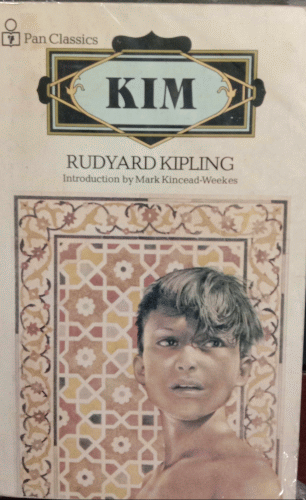 Pan Classics
KIM
RUDYARD KIPLING
Introduction by Mark Kincead-Weekes